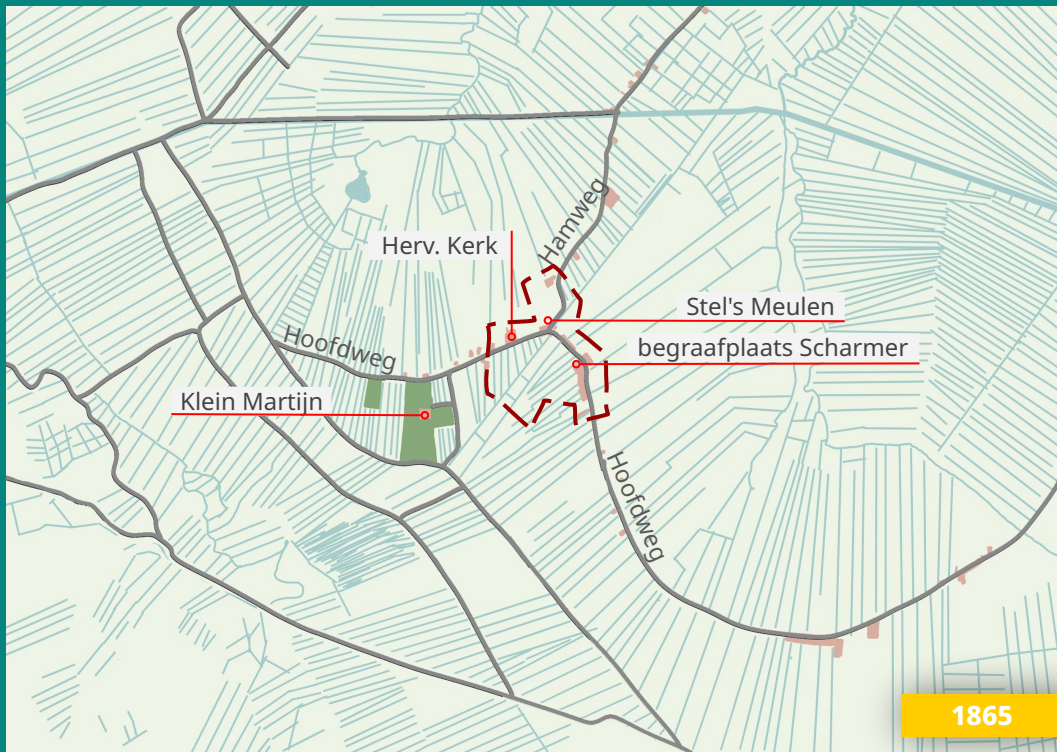 Hamweg
Herv. Kerk
Stel's Meulen
Hoofdweg
begraafplaats Scharmer
Klein Martijn
Hoofdweg
1865